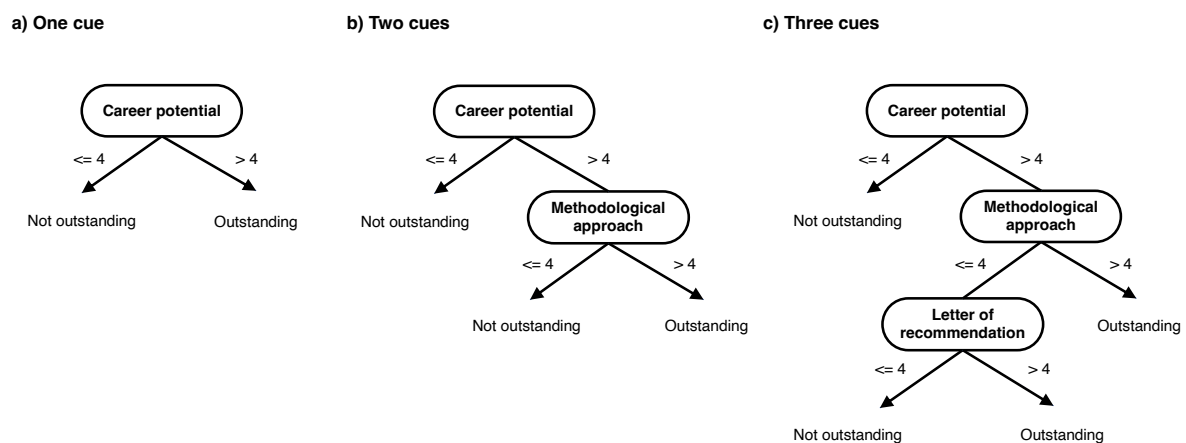 a) One cue
Career potential
<= 4
> 4
Not outstanding
Outstanding
b) Two cues
Career potential
<= 4
> 4
Not outstanding
Methodological
approach
<= 4
> 4
Not outstanding
Outstanding
c) Three cues
Career potential
<= 4
> 4
Not outstanding
Methodological
approach
<= 4
> 4
Letter of
recommendation
Outstanding
<= 4
> 4
Not outstanding
Outstanding